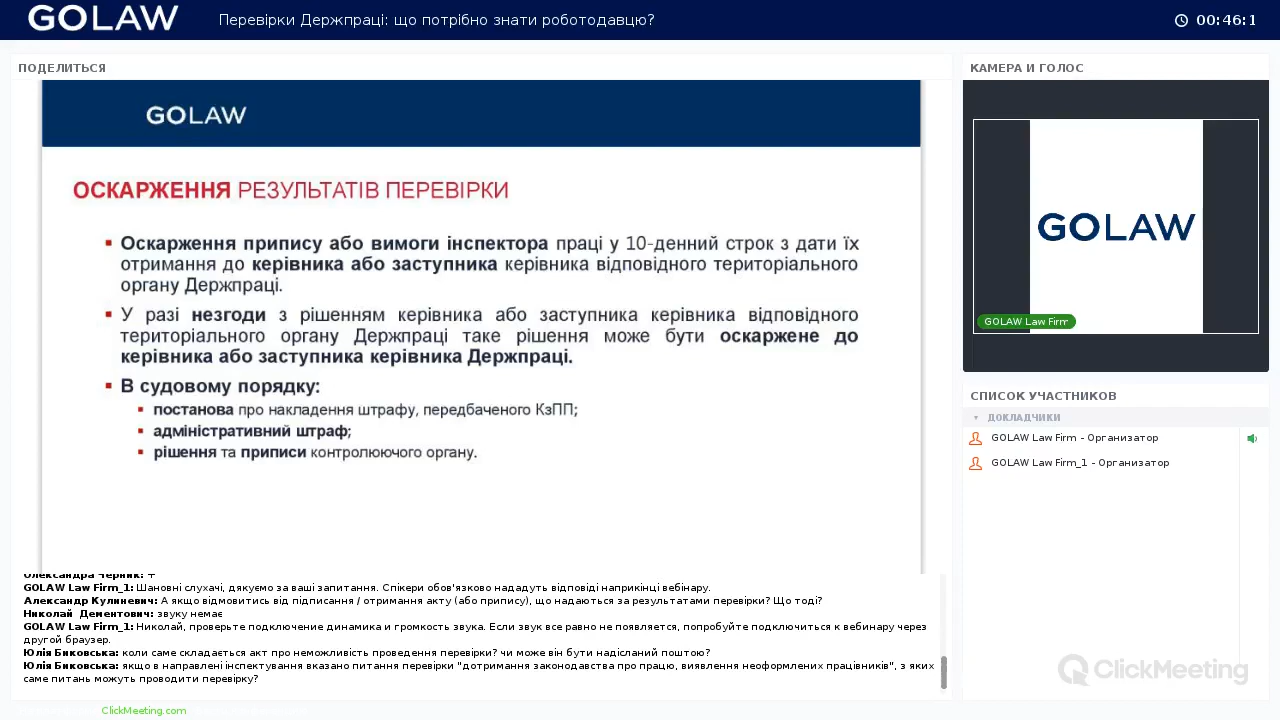 GOLAW
Перевірки Держпраці: що потрібно знати роботодавцю?
00:46:1
ПОДЕЛИТЬСЯ
GOLAW
ОСКАРЖЕННЯ РЕЗУЛЬТАТІВ ПЕРЕВІРКИ
Оскарження припису або вимоги інспектора праці у 10-денний строк з дати їх
отримання до керівника або заступника керівника відповідного територіального
органу Держпраці.
У разі незгоди з рішенням керівника або заступника керівника відповідного
територіального органу Держпраці таке рішення може бути оскаржене до
керівника або заступника керівника Держпраці.
В судовому порядку:
постанова про накладення штрафу, передбаченого КзПП;
адміністративний штраф;
рішення та приписи контролюючого органу.
Олександра Черник: +
GOLAW Law Firm_1: Шановні слухачі, дякуємо за ваші запитання. Спікери обов'язково нададуть відповіді наприкінці вебінару.
Александр Кулиневич: А якщо відмовитись від підписання / отримання акту (або припису), що надаються за результатами перевірки? Що тоді?
Николай Дементович: звуку немає
GOLAW Law Firm_1: Николай, проверьте подключение динамика и громкость звука. Если звук все равно не появляется, попробуйте подключиться к вебинару через
другой браузер.
Юлія Биковська: коли саме складається акт про неможливість проведення перевірки? чи може він бути надісланий поштою?
Юлія Биковська: якщо в направлені інспектування вказано питання перевірки "дотримання законодавства про працю, виявлення неоформлених працівників", з яких
саме питань можуть проводити перевірку?
ClickMeeting.com
КАМЕРА И ГОЛОС
GOLAW
GOLAW Law Firm
СПИСОК УЧАСТНИКОВ
ДОКЛАДЧИКИ
GOLAW Law Firm - Организатор
GOLAW Law Firm_1 - Организатор
ClickMeeting